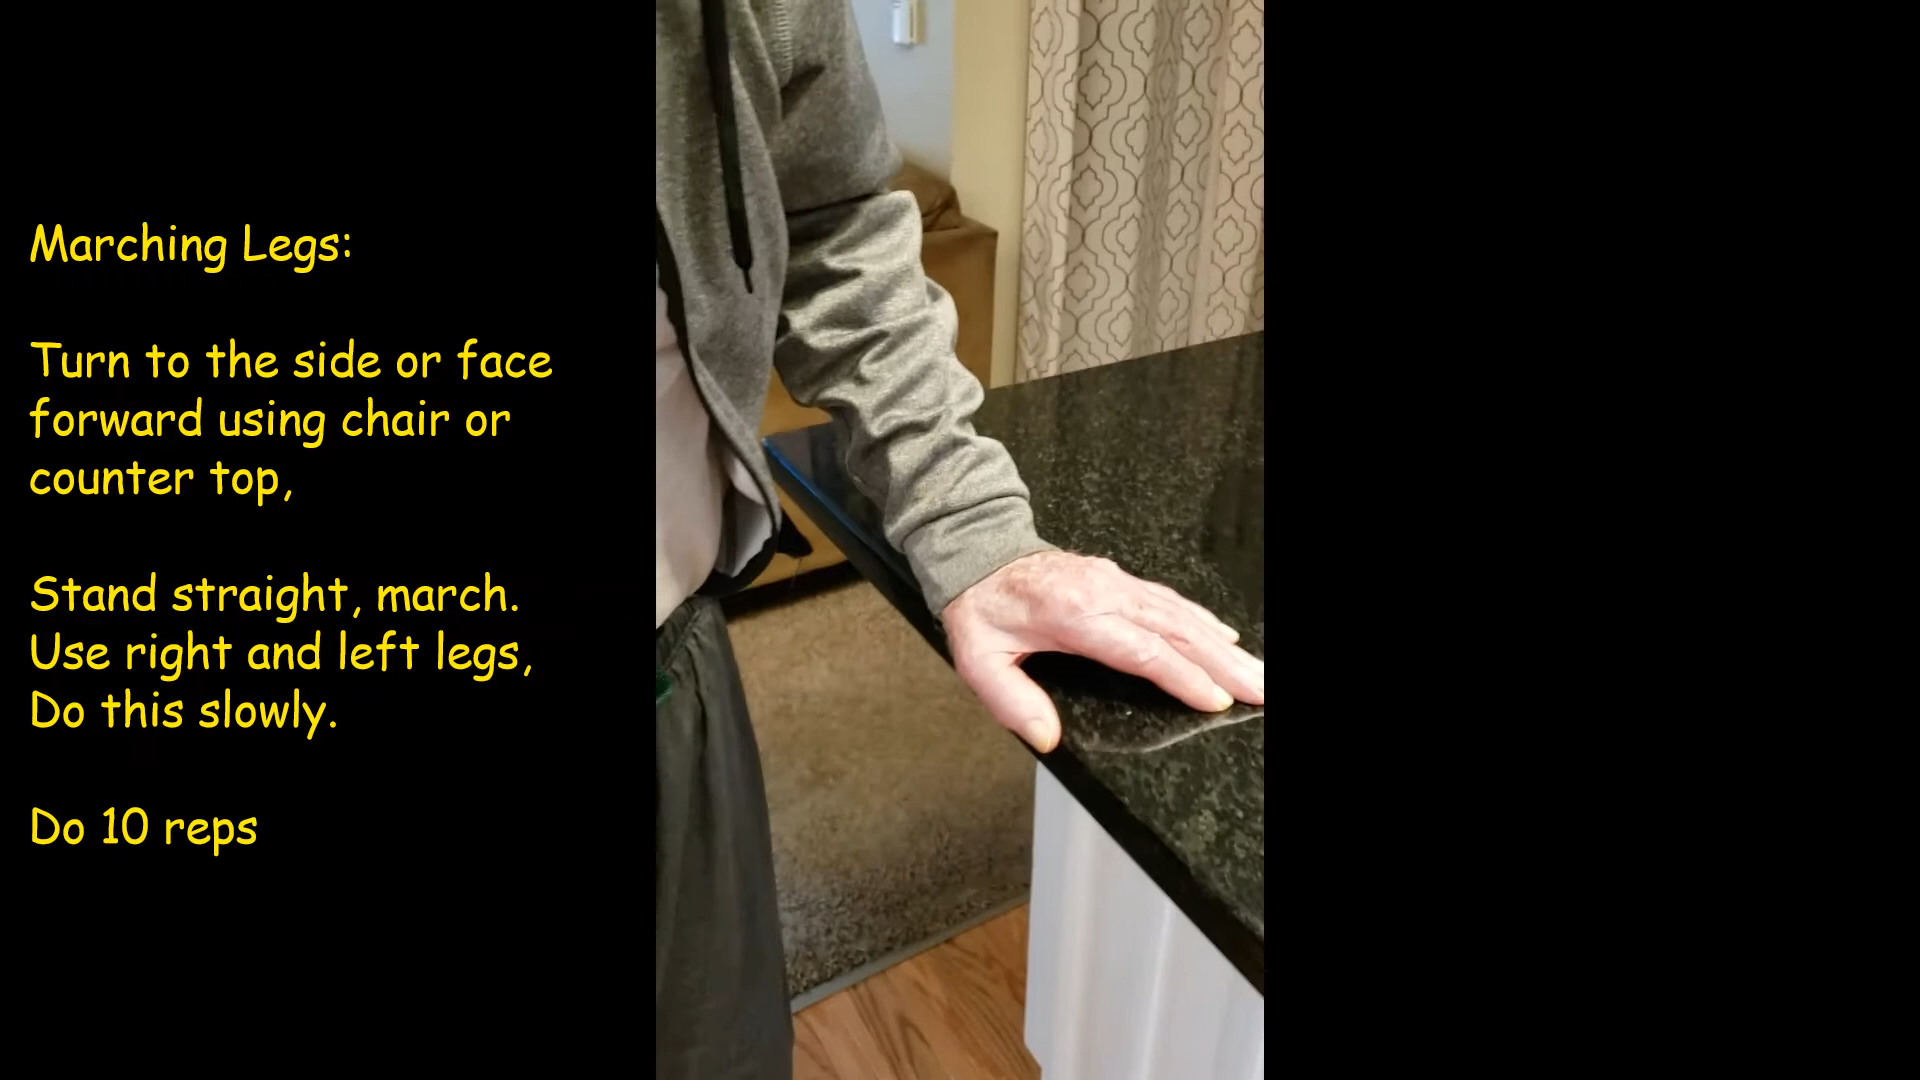 Marching Legs:
Turn to the side or face
forward using chair or
counter top,
Stand straight, march.
Use right and left legs,
Do this slowly.
Do 10 reps